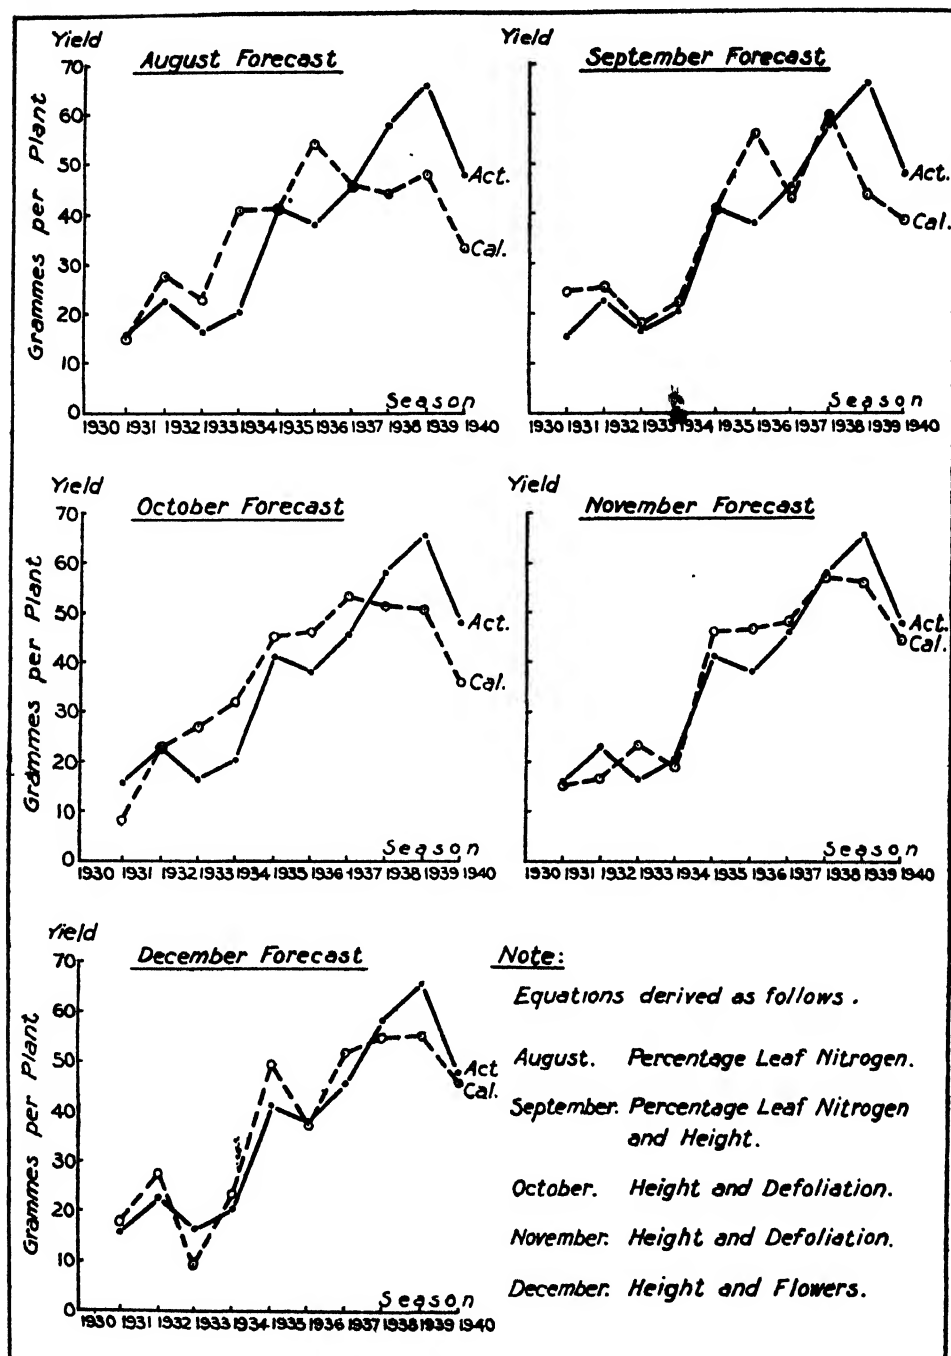 Yield
August Forecast
70
60
50
40
30
20
10
0
Grammes per Plant
Act.
Cal.
Season
1930 1931 1932 1933 1934 1935 1936 1937 1938 1939 1940
Yield
September Forecast
Act.
Cal.
Season
1930 1931 1932 1933 1934 1935 1936 1937 1938 1939 1940
Yield
October Forecast
70
60
50
40
30
20
10
0
Grammes per Plant
Act.
Cal.
Season
1930 1931 1932 1933 1934 1935 1936 1937 1938 1939 1940
Yield
November Forecast
Act.
Cal.
Season
1930 1931 1932 1933 1934 1935 1936 1937 1938 1939 1940
Yield
December Forecast
70
60
50
40
30
20
10
0
Grammes per Plant
Act
Cal.
Season
1930 1931 1932 1933 1934 1935 1936 1937 1938 1939 1940
Note:
Equations derived as follows.
August. Percentage Leaf Nitrogen.
September. Percentage Leaf Nitrogen
and Height.
October. Height and Defoliation.
November. Height and Defoliation.
December. Height and Flowers.